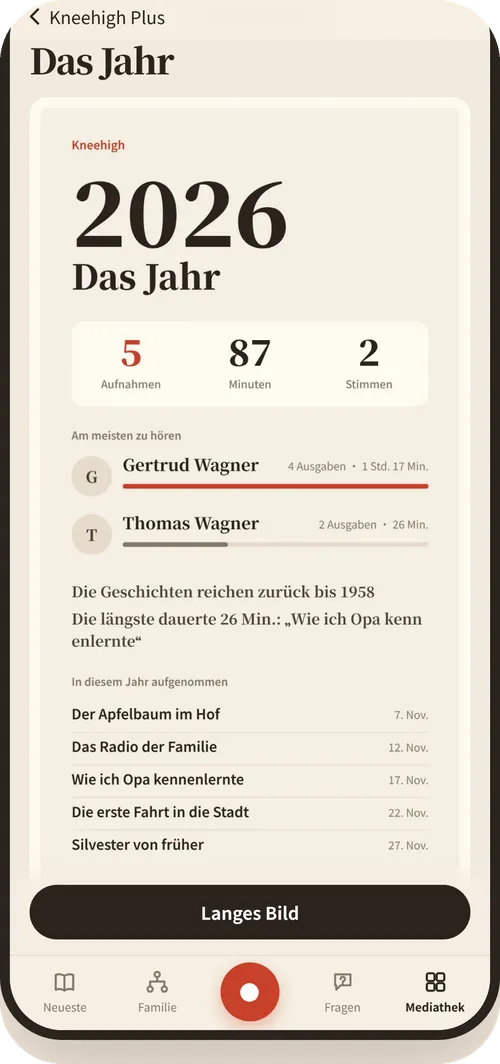 Kneehigh Plus
Das Jahr
Kneehigh
2026
Das Jahr
5 87 2
Aufnahmen Minuten Stimmen
Am meisten zu hören
G Gertrud Wagner 4 Ausgaben • 1 Std. 17 Min.
T Thomas Wagner 2 Ausgaben • 26 Min.
Die Geschichten reichen zurück bis 1958
Die längste dauerte 26 Min.: „Wie ich Opa kenn
enlernte“
In diesem Jahr aufgenommen
Der Apfelbaum im Hof 7. Nov.
Das Radio der Familie 12. Nov.
Wie ich Opa kennenlernte 17. Nov.
Die erste Fahrt in die Stadt 22. Nov.
Silvester von früher 27. Nov.
Langes Bild
Neueste Familie Fragen Mediathek